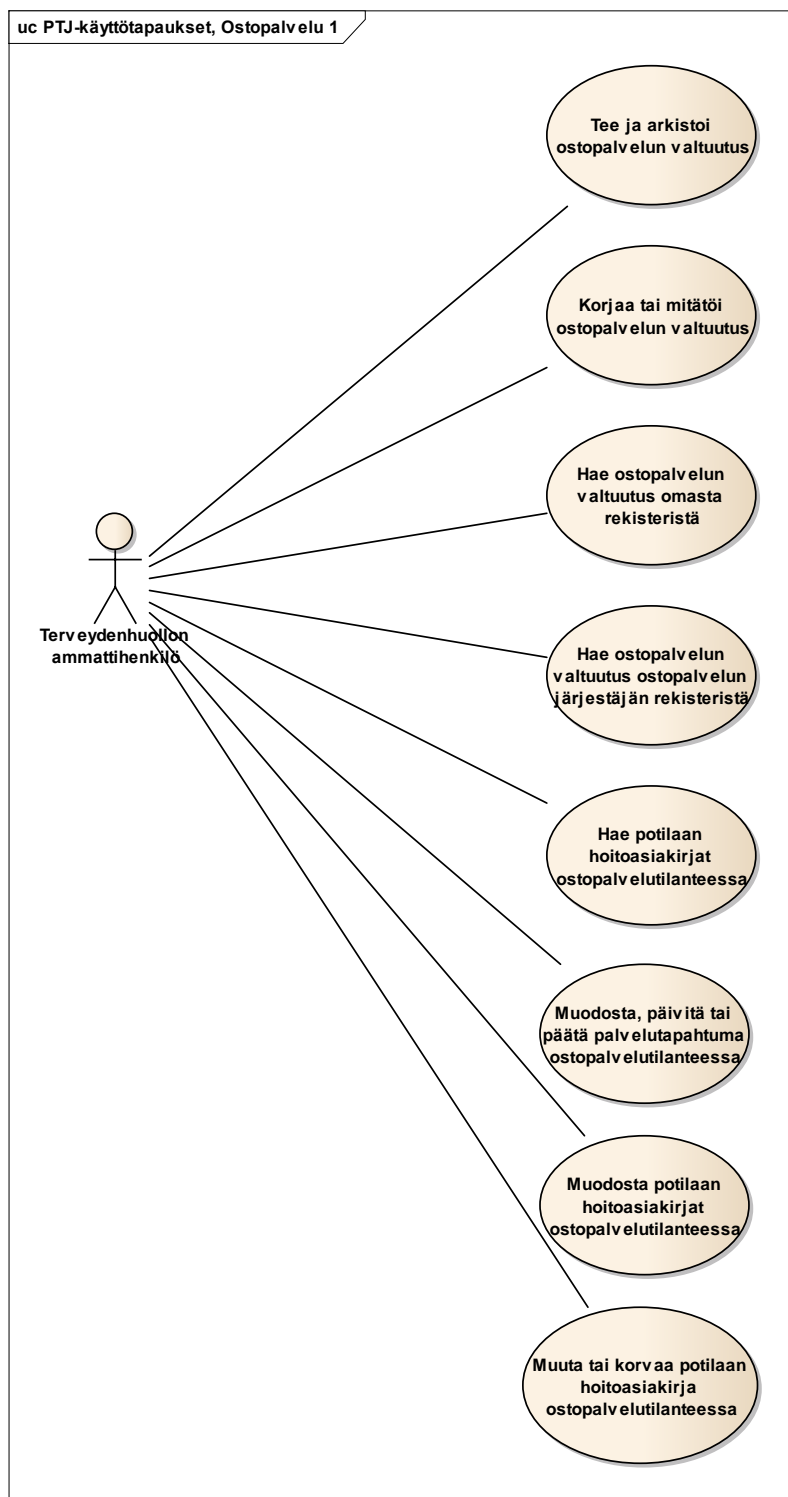 uc PTJ-käyttötapaukset, Ostopalvelu 1
Tee ja arkistoi
ostopalvelun valtuutus
Korjaa tai mitätöi
ostopalvelun valtuutus
Hae ostopalvelun
valtuutus omasta
rekisteristä
Terveydenhuollon
ammattihenkilö
Hae ostopalvelun
valtuutus ostopalvelun
järjestäjän rekisteristä
Hae potilaan
hoitoasiakirjat
ostopalvelutilanteessa
Muodosta, päivitä tai
päätä palvelutapahtuma
ostopalvelutilanteessa
Muodosta potilaan
hoitoasiakirjat
ostopalvelutilanteessa
Muuta tai korvaa potilaan
hoitoasiakirja
ostopalvelutilanteessa